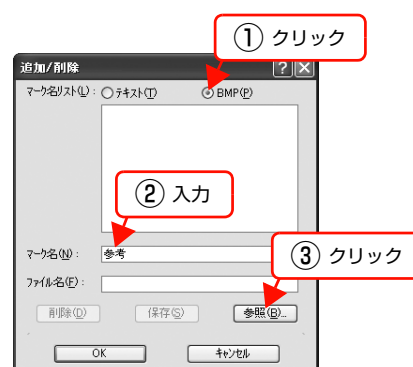 ① クリック
追加/削除
マーク名リスト(L): テキスト(T) BMP(P)
② 入力
マーク名(N): 参考
③ クリック
ファイル名(F):
削除(D) 保存(S) 参照(B)...
OK キャンセル